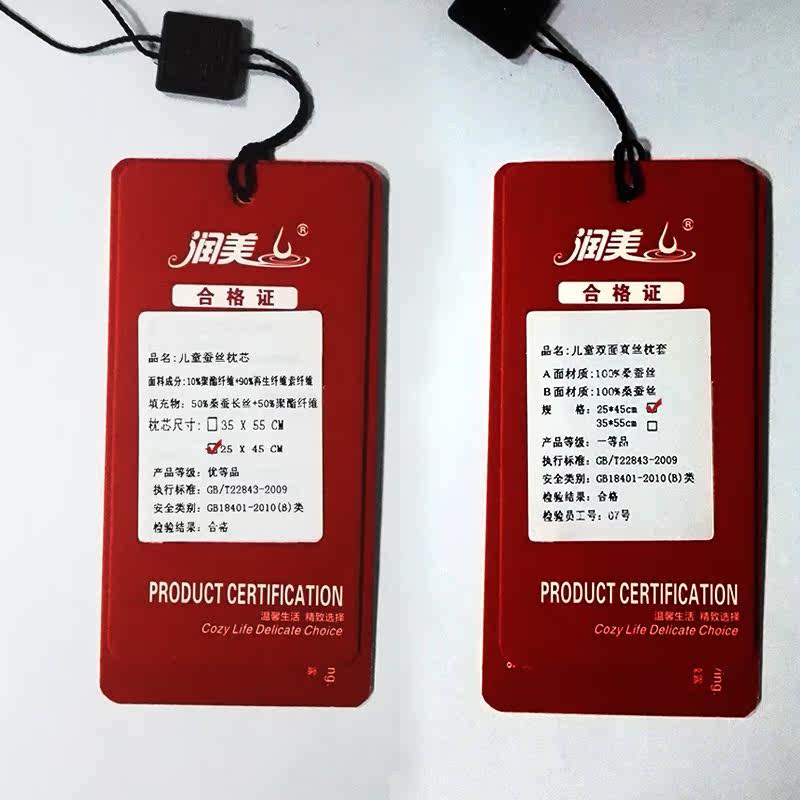 润美®
合格证
品名:儿童蚕丝枕芯
面料成分:10%聚酯纤维+90%再生纤维素纤维
填充物: 50%桑蚕长丝+50%聚酯纤维
枕芯尺寸: 35 X 55 CM
25 X 45 CM
产品等级: 优等品
执行标准: GB/T22843-2009
安全类别: GB18401-2010(B)类
检验结果: 合格
PRODUCT CERTIFICATION
温馨生活 精致选择
Cozy Life Delicate Choice
ng.
润美®
合格证
品名:儿童双面真丝枕套
A面材质:100%桑蚕丝
B面材质:100%桑蚕丝
规 格: 25*45cm
35*55cm
产品等级: 一等品
执行标准: GB/T22843-2009
安全类别: GB18401-2010(B)类
检验结果: 合格
检验员工号: 07号
PRODUCT CERTIFICATION
温馨生活 精致选择
Cozy Life Delicate Choice
ing.